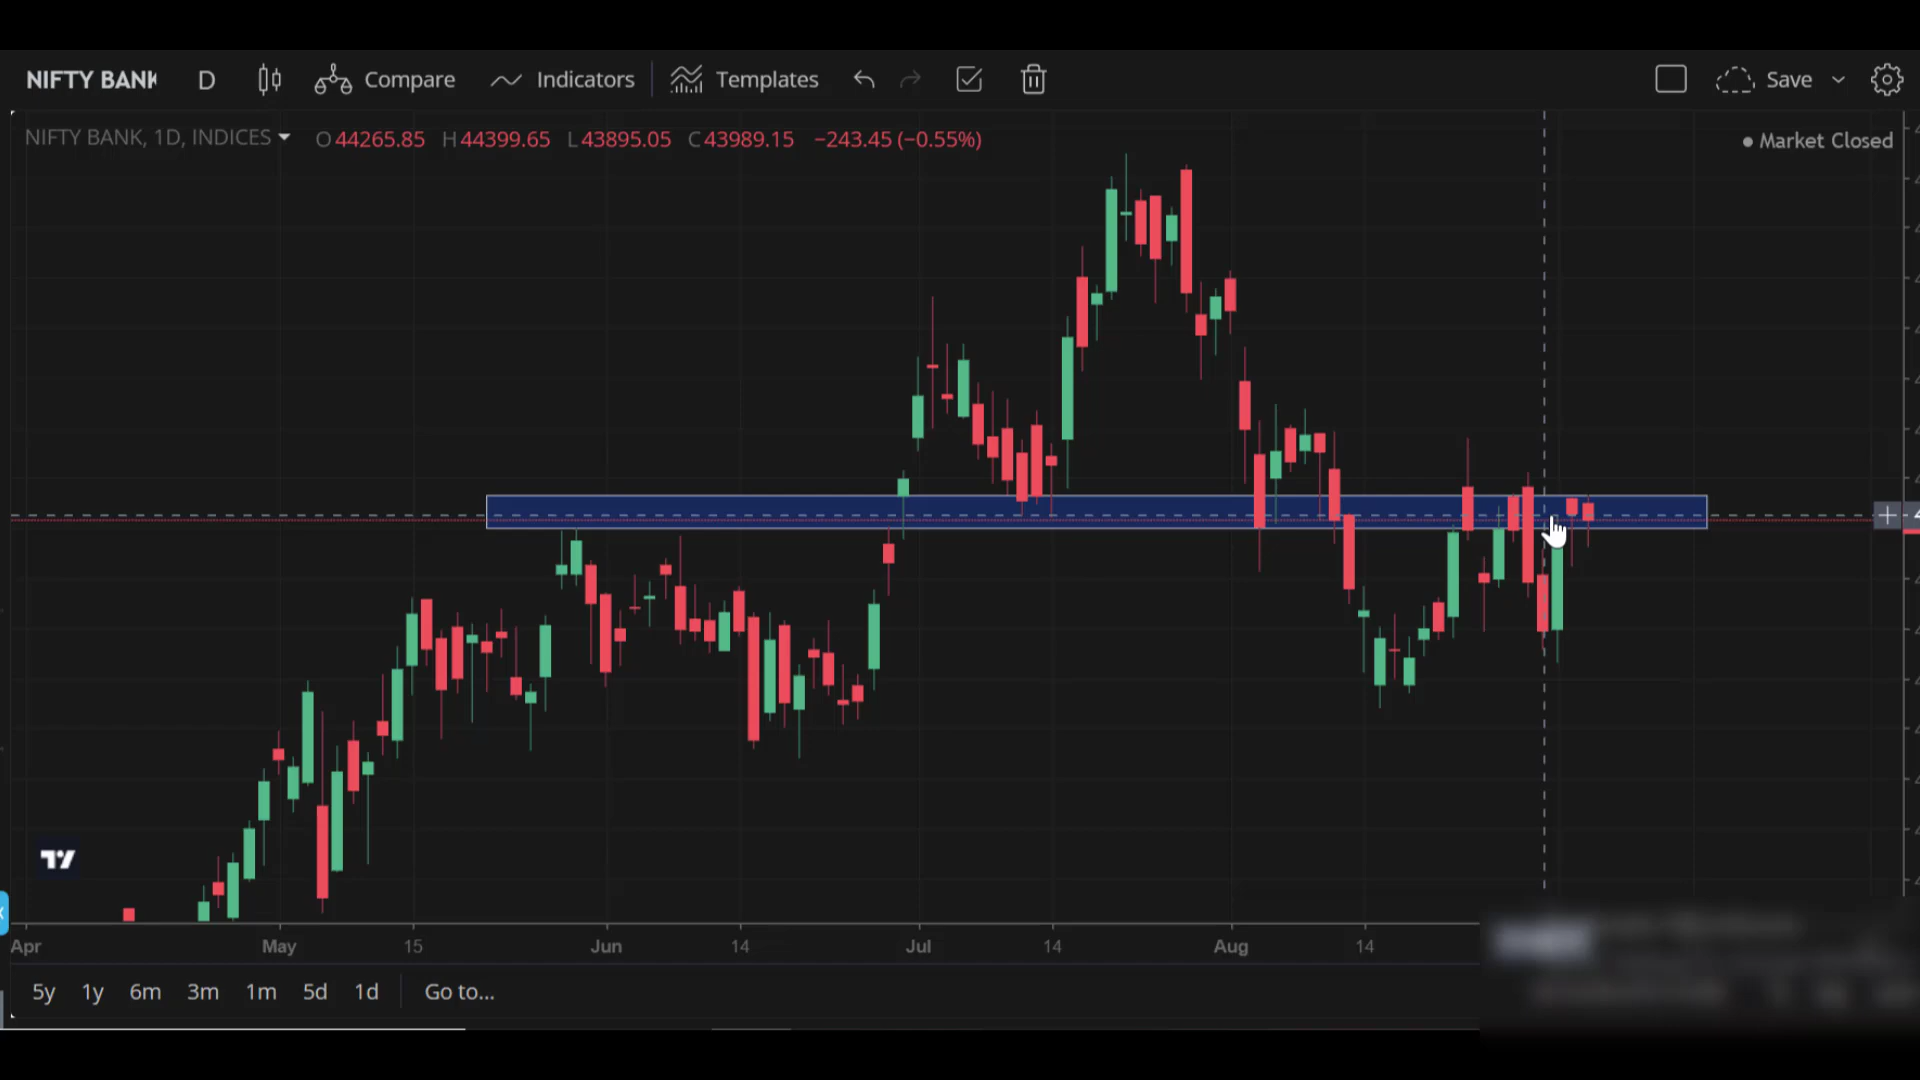 NIFTY BANK D Compare Indicators Templates Save
NIFTY BANK, 1D, INDICES O44265.85 H44399.65 L43895.05 C43989.15 −243.45 (−0.55%) Market Closed
Apr May 15 Jun 14 Jul 14 Aug 14
5y 1y 6m 3m 1m 5d 1d Go to...